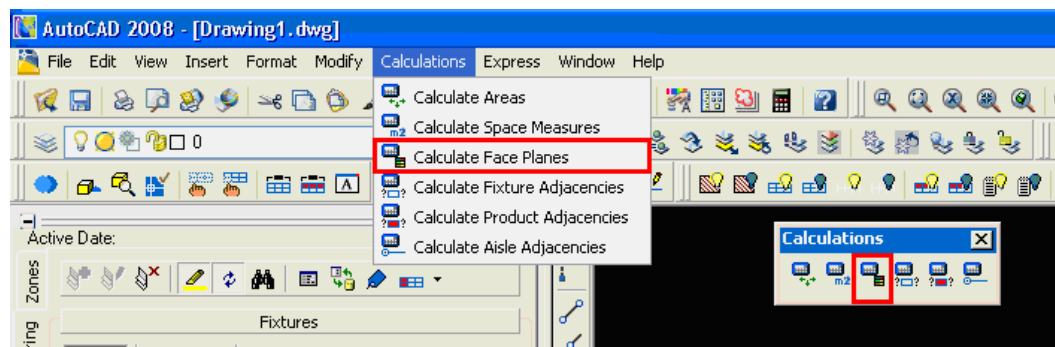 AutoCAD 2008 - [Drawing1.dwg]
File Edit View Insert Format Modify Calculations Express Window Help
Calculate Areas
m2 Calculate Space Measures
0
Calculate Face Planes
Calculate Fixture Adjacencies
Calculate Product Adjacencies
Calculate Aisle Adjacencies
Active Date:
Calculations
m2
Zones
Fixtures